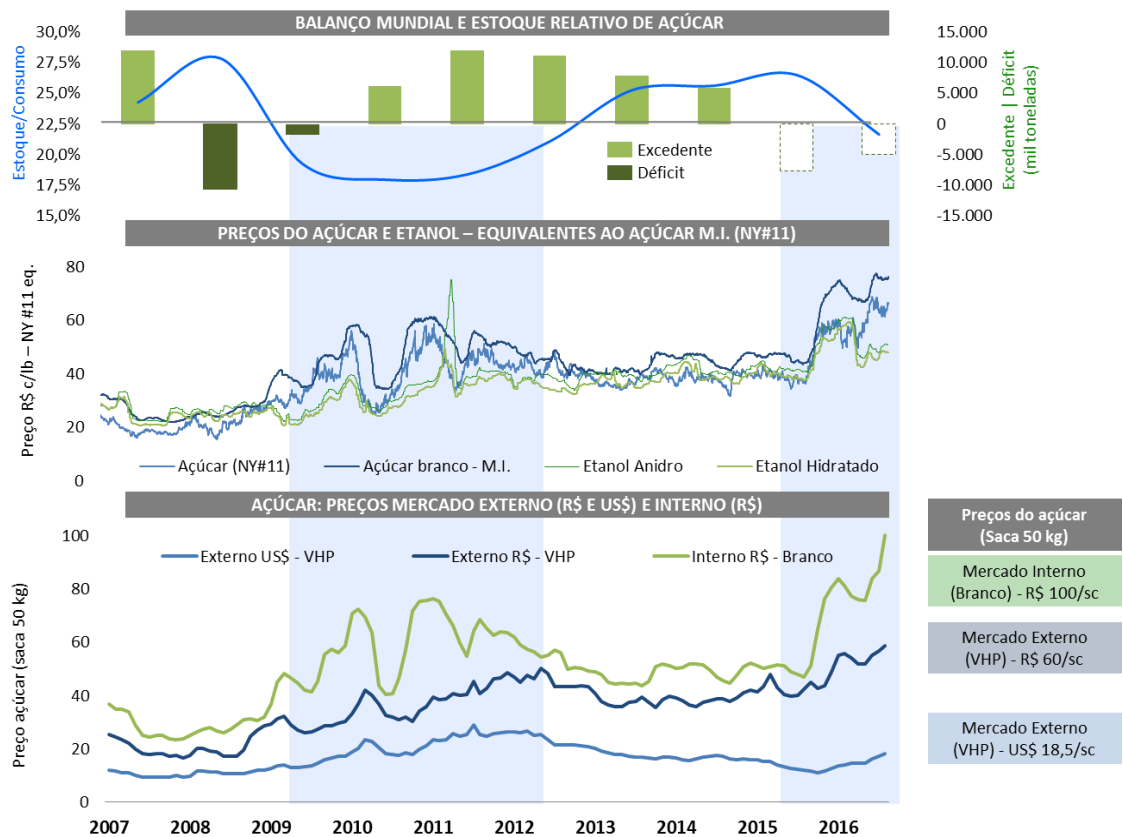 BALANÇO MUNDIAL E ESTOQUE RELATIVO DE AÇÚCAR
Estoque/Consumo
30,0%
27,5%
25,0%
22,5%
20,0%
17,5%
15,0%
15.000
10.000
5.000
0
-5.000
-10.000
-15.000
Excedente | Déficit
(mil toneladas)
Excedente
Déficit
PREÇOS DO AÇÚCAR E ETANOL – EQUIVALENTES AO AÇÚCAR M.I. (NY#11)
Preço R$ c/lb – NY #11 eq.
80
60
40
20
0
Açúcar (NY#11)
Açúcar branco - M.I.
Etanol Anidro
Etanol Hidratado
AÇÚCAR: PREÇOS MERCADO EXTERNO (R$ E US$) E INTERNO (R$)
Preço açúcar (saca 50 kg)
100
80
60
40
20
0
Externo US$ - VHP
Externo R$ - VHP
Interno R$ - Branco
2007
2008
2009
2010
2011
2012
2013
2014
2015
2016
Preços do açúcar
(Saca 50 kg)
Mercado Interno
(Branco) - R$ 100/sc
Mercado Externo
(VHP) - R$ 60/sc
Mercado Externo
(VHP) - US$ 18,5/sc